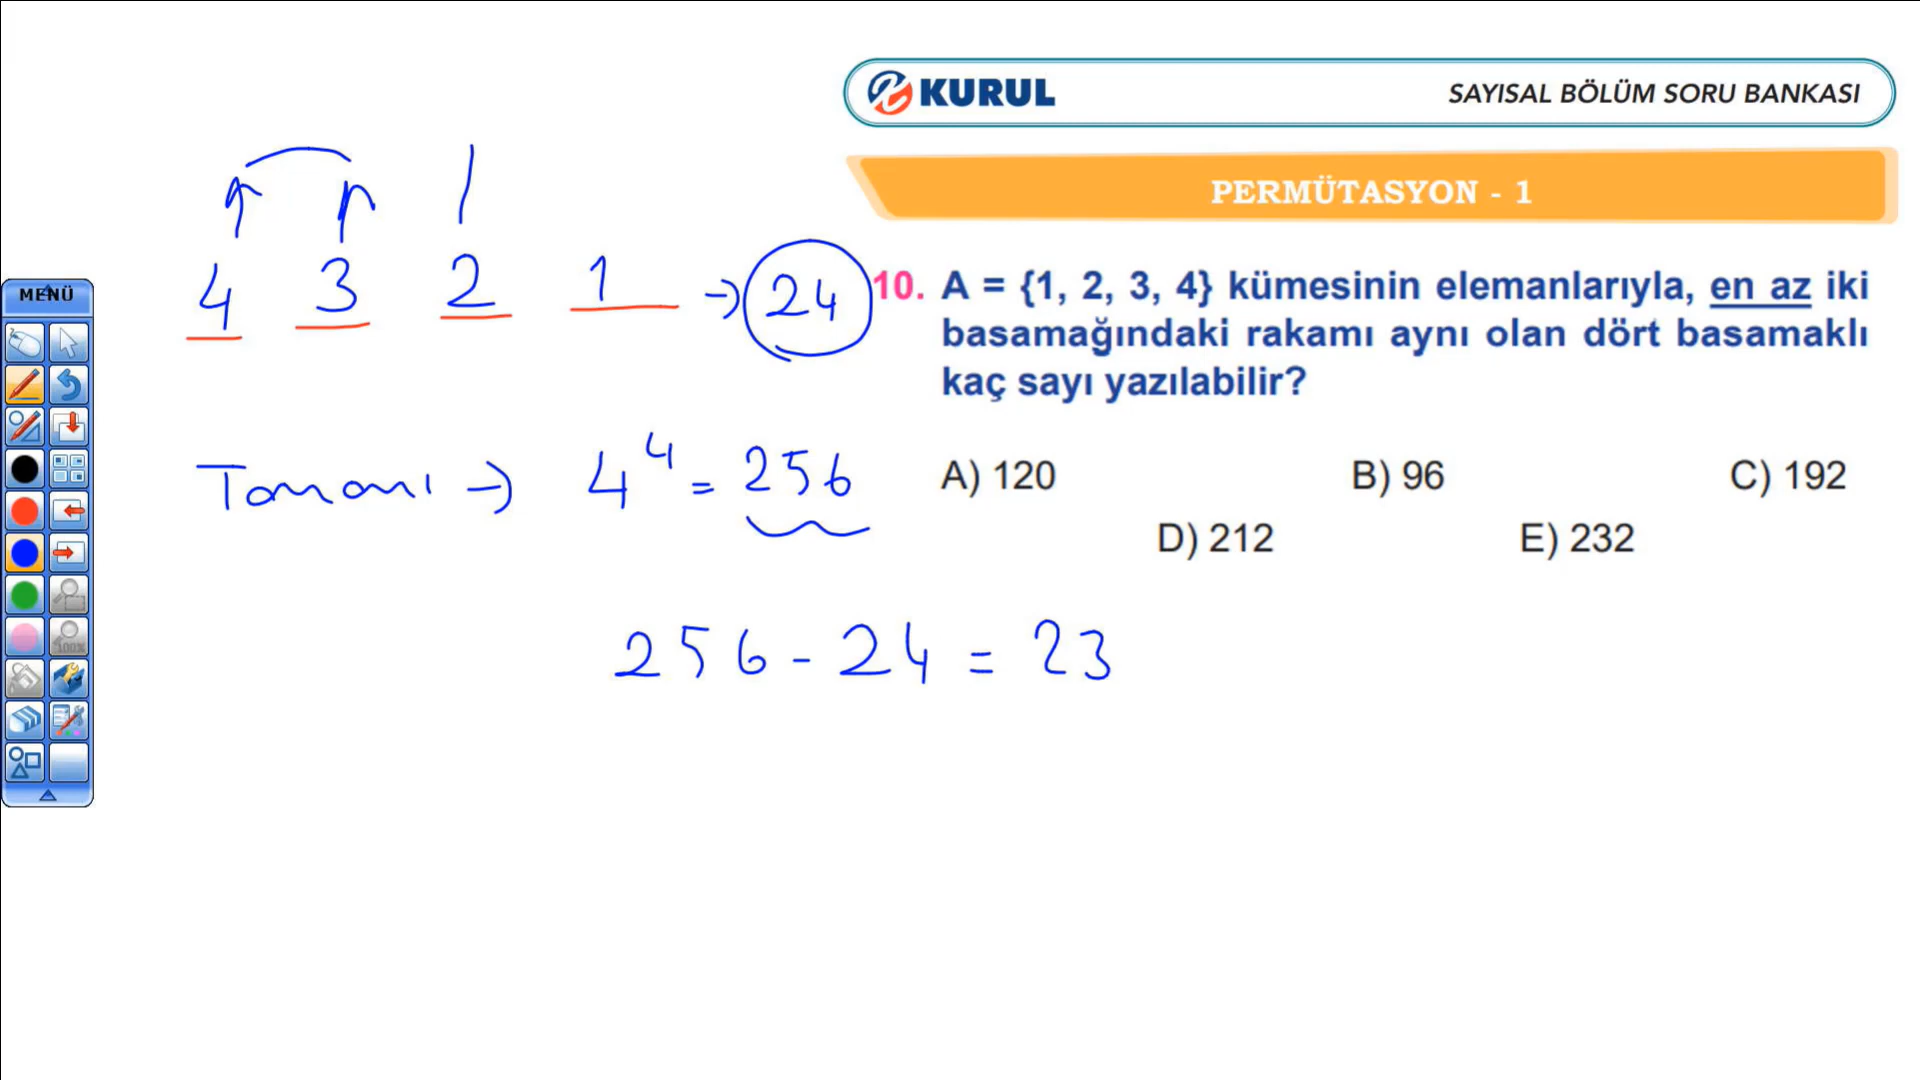 KURUL
SAYISAL BÖLÜM SORU BANKASI
PERMÜTASYON - 1
MENÜ
4 3 2 1 → 24
10. A = {1, 2, 3, 4} kümesinin elemanlarıyla, en az iki
basamağındaki rakamı aynı olan dört basamaklı
kaç sayı yazılabilir?
Tamamı → 4⁴ = 256
A) 120 B) 96 C) 192
D) 212 E) 232
256 - 24 = 23
100%